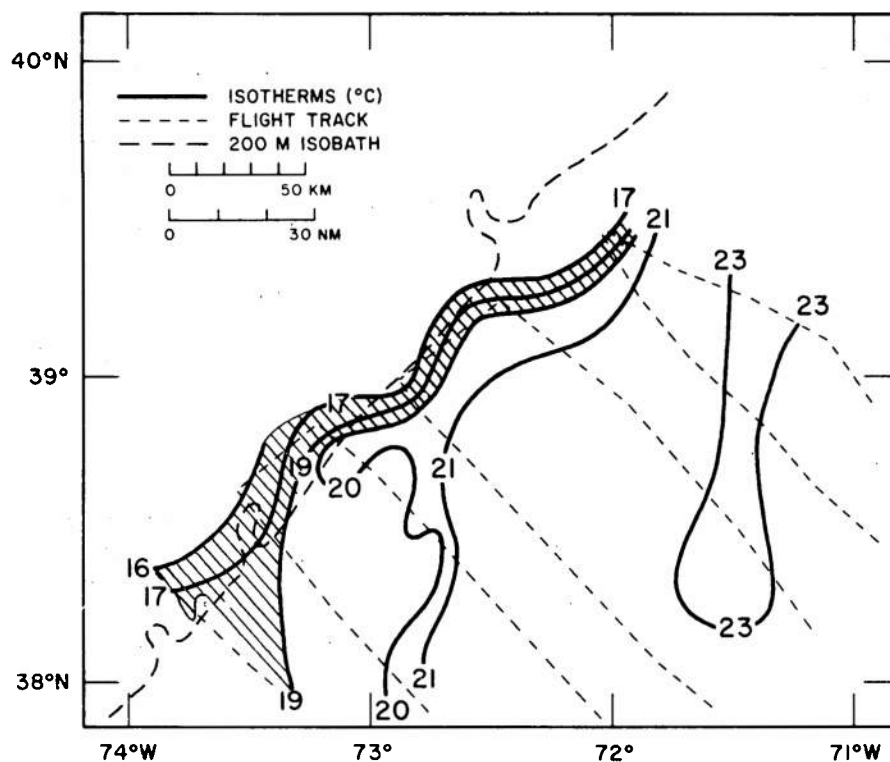 40°N
ISOTHERMS (°C)
FLIGHT TRACK
200 M ISOBATH
0 50 KM
0 30 NM
17
21
23
23
39°N
17
19
20
21
16
17
23
38°N
19
20
21
74°W 73° 72° 71°W